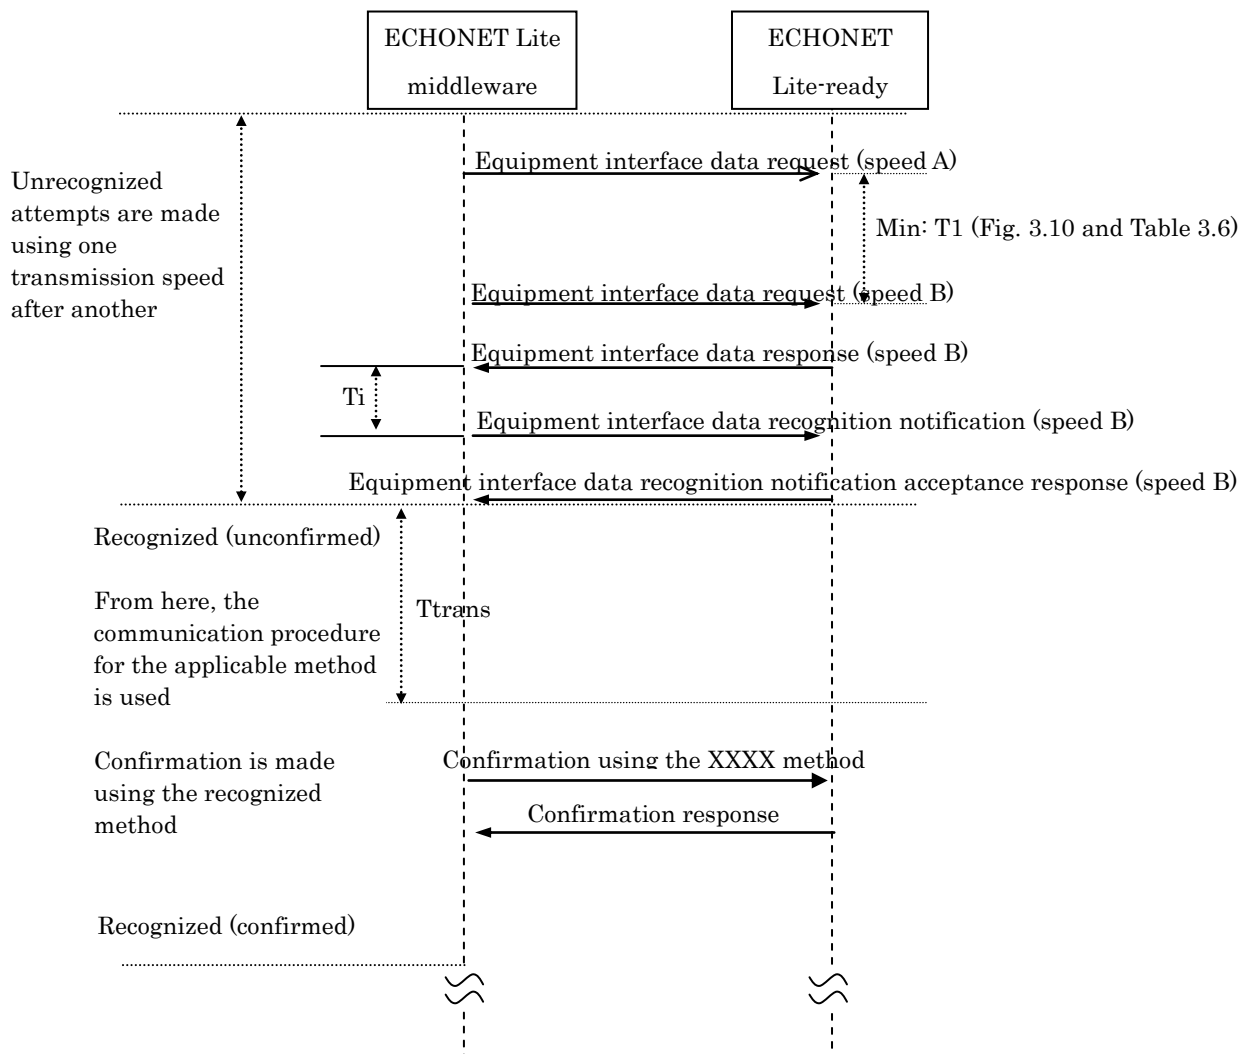 ECHONET Lite
middleware
ECHONET
Lite-ready
Equipment interface data request (speed A)
Unrecognized
attempts are made
using one
transmission speed
after another
Min: T1 (Fig. 3.10 and Table 3.6)
Equipment interface data request (speed B)
Equipment interface data response (speed B)
Ti
Equipment interface data recognition notification (speed B)
Equipment interface data recognition notification acceptance response (speed B)
Recognized (unconfirmed)
From here, the
communication procedure
for the applicable method
is used
Ttrans
Confirmation is made
using the recognized
method
Confirmation using the XXXX method
Confirmation response
Recognized (confirmed)